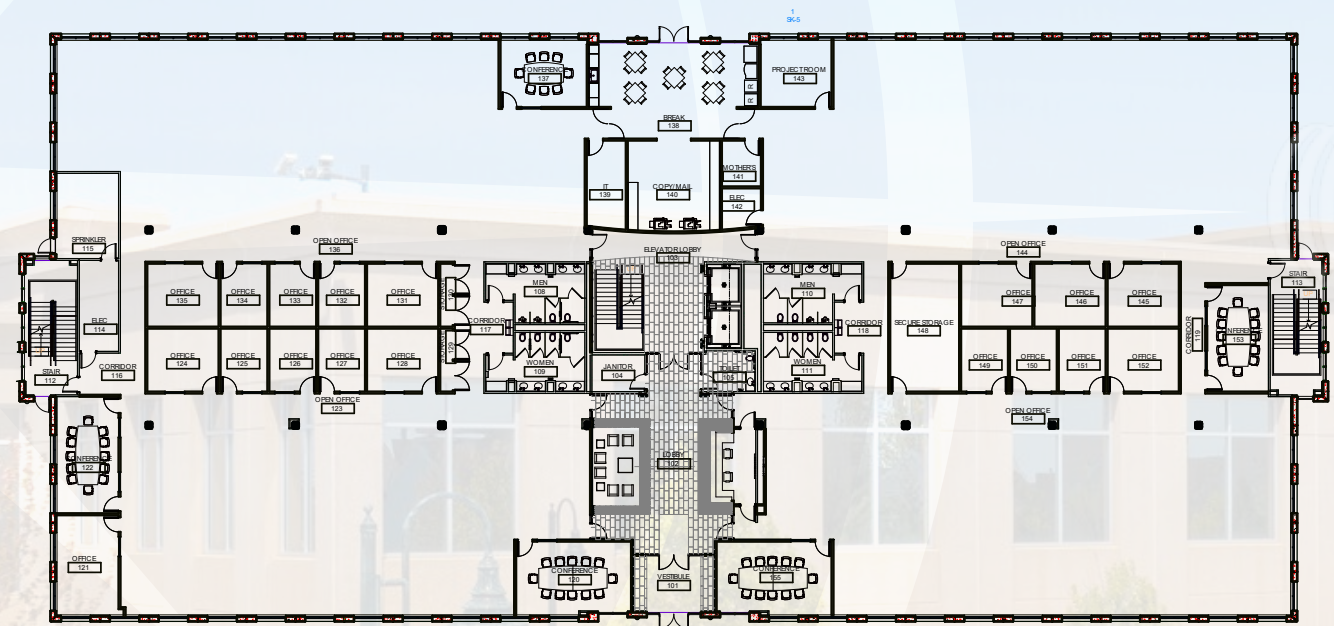 1
SK-5
CONFERENCE
137
PROJECT ROOM
143
R
R
BREAK
138
IT
139
COPY/MAIL
140
MOTHER'S
141
ELEC
142
SPRINKLER
115
OPEN OFFICE
136
ELEVATOR LOBBY
103
OPEN OFFICE
144
STAIR
113
OFFICE
135
OFFICE
134
OFFICE
133
OFFICE
132
OFFICE
131
MEN
108
MEN
110
OFFICE
147
OFFICE
146
OFFICE
145
ELEC
114
CORRIDOR
117
CORRIDOR
118
SECURE STORAGE
148
CORRIDOR
119
CONFERENCE
153
STAIR
112
CORRIDOR
116
OFFICE
124
OFFICE
125
OFFICE
126
OFFICE
127
OFFICE
128
129
WOMEN
109
JANITOR
104
TOILET
105
WOMEN
111
OFFICE
149
OFFICE
150
OFFICE
151
OFFICE
152
OPEN OFFICE
123
OPEN OFFICE
154
CONFERENCE
122
LOBBY
102
OFFICE
121
CONFERENCE
120
VESTIBULE
101
CONFERENCE
155